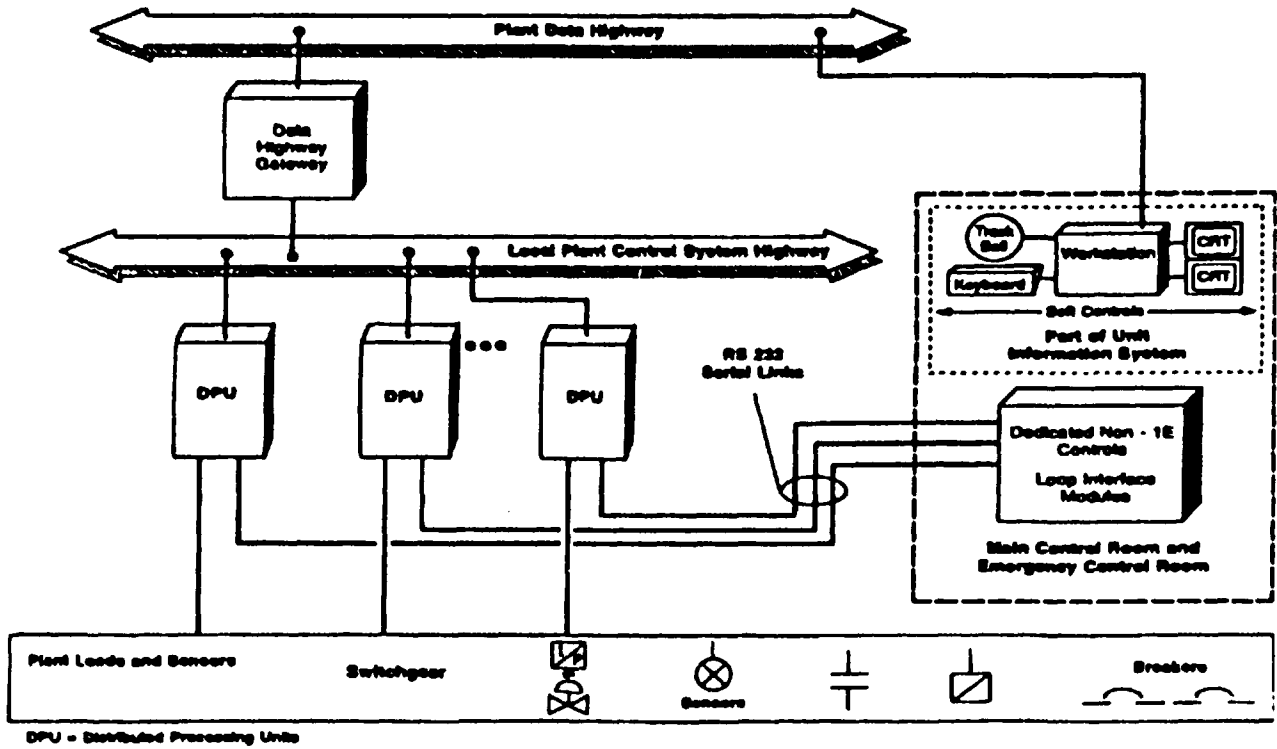 Plant Data Highway
Data
Highway
Gateway
Local Plant Control System Highway
Track
Ball
Workstation
CRT
CRT
Keyboard
Soft Controls
Part of Unit
Information System
DPU
DPU
DPU
RS 232
Serial Links
Dedicated Non - 1E
Controls
Loop Interface
Modules
Main Control Room and
Emergency Control Room
Plant Loads and Sensors
Switchgear
I
P
Sensors
Breakers
DPU = Distributed Processing Units